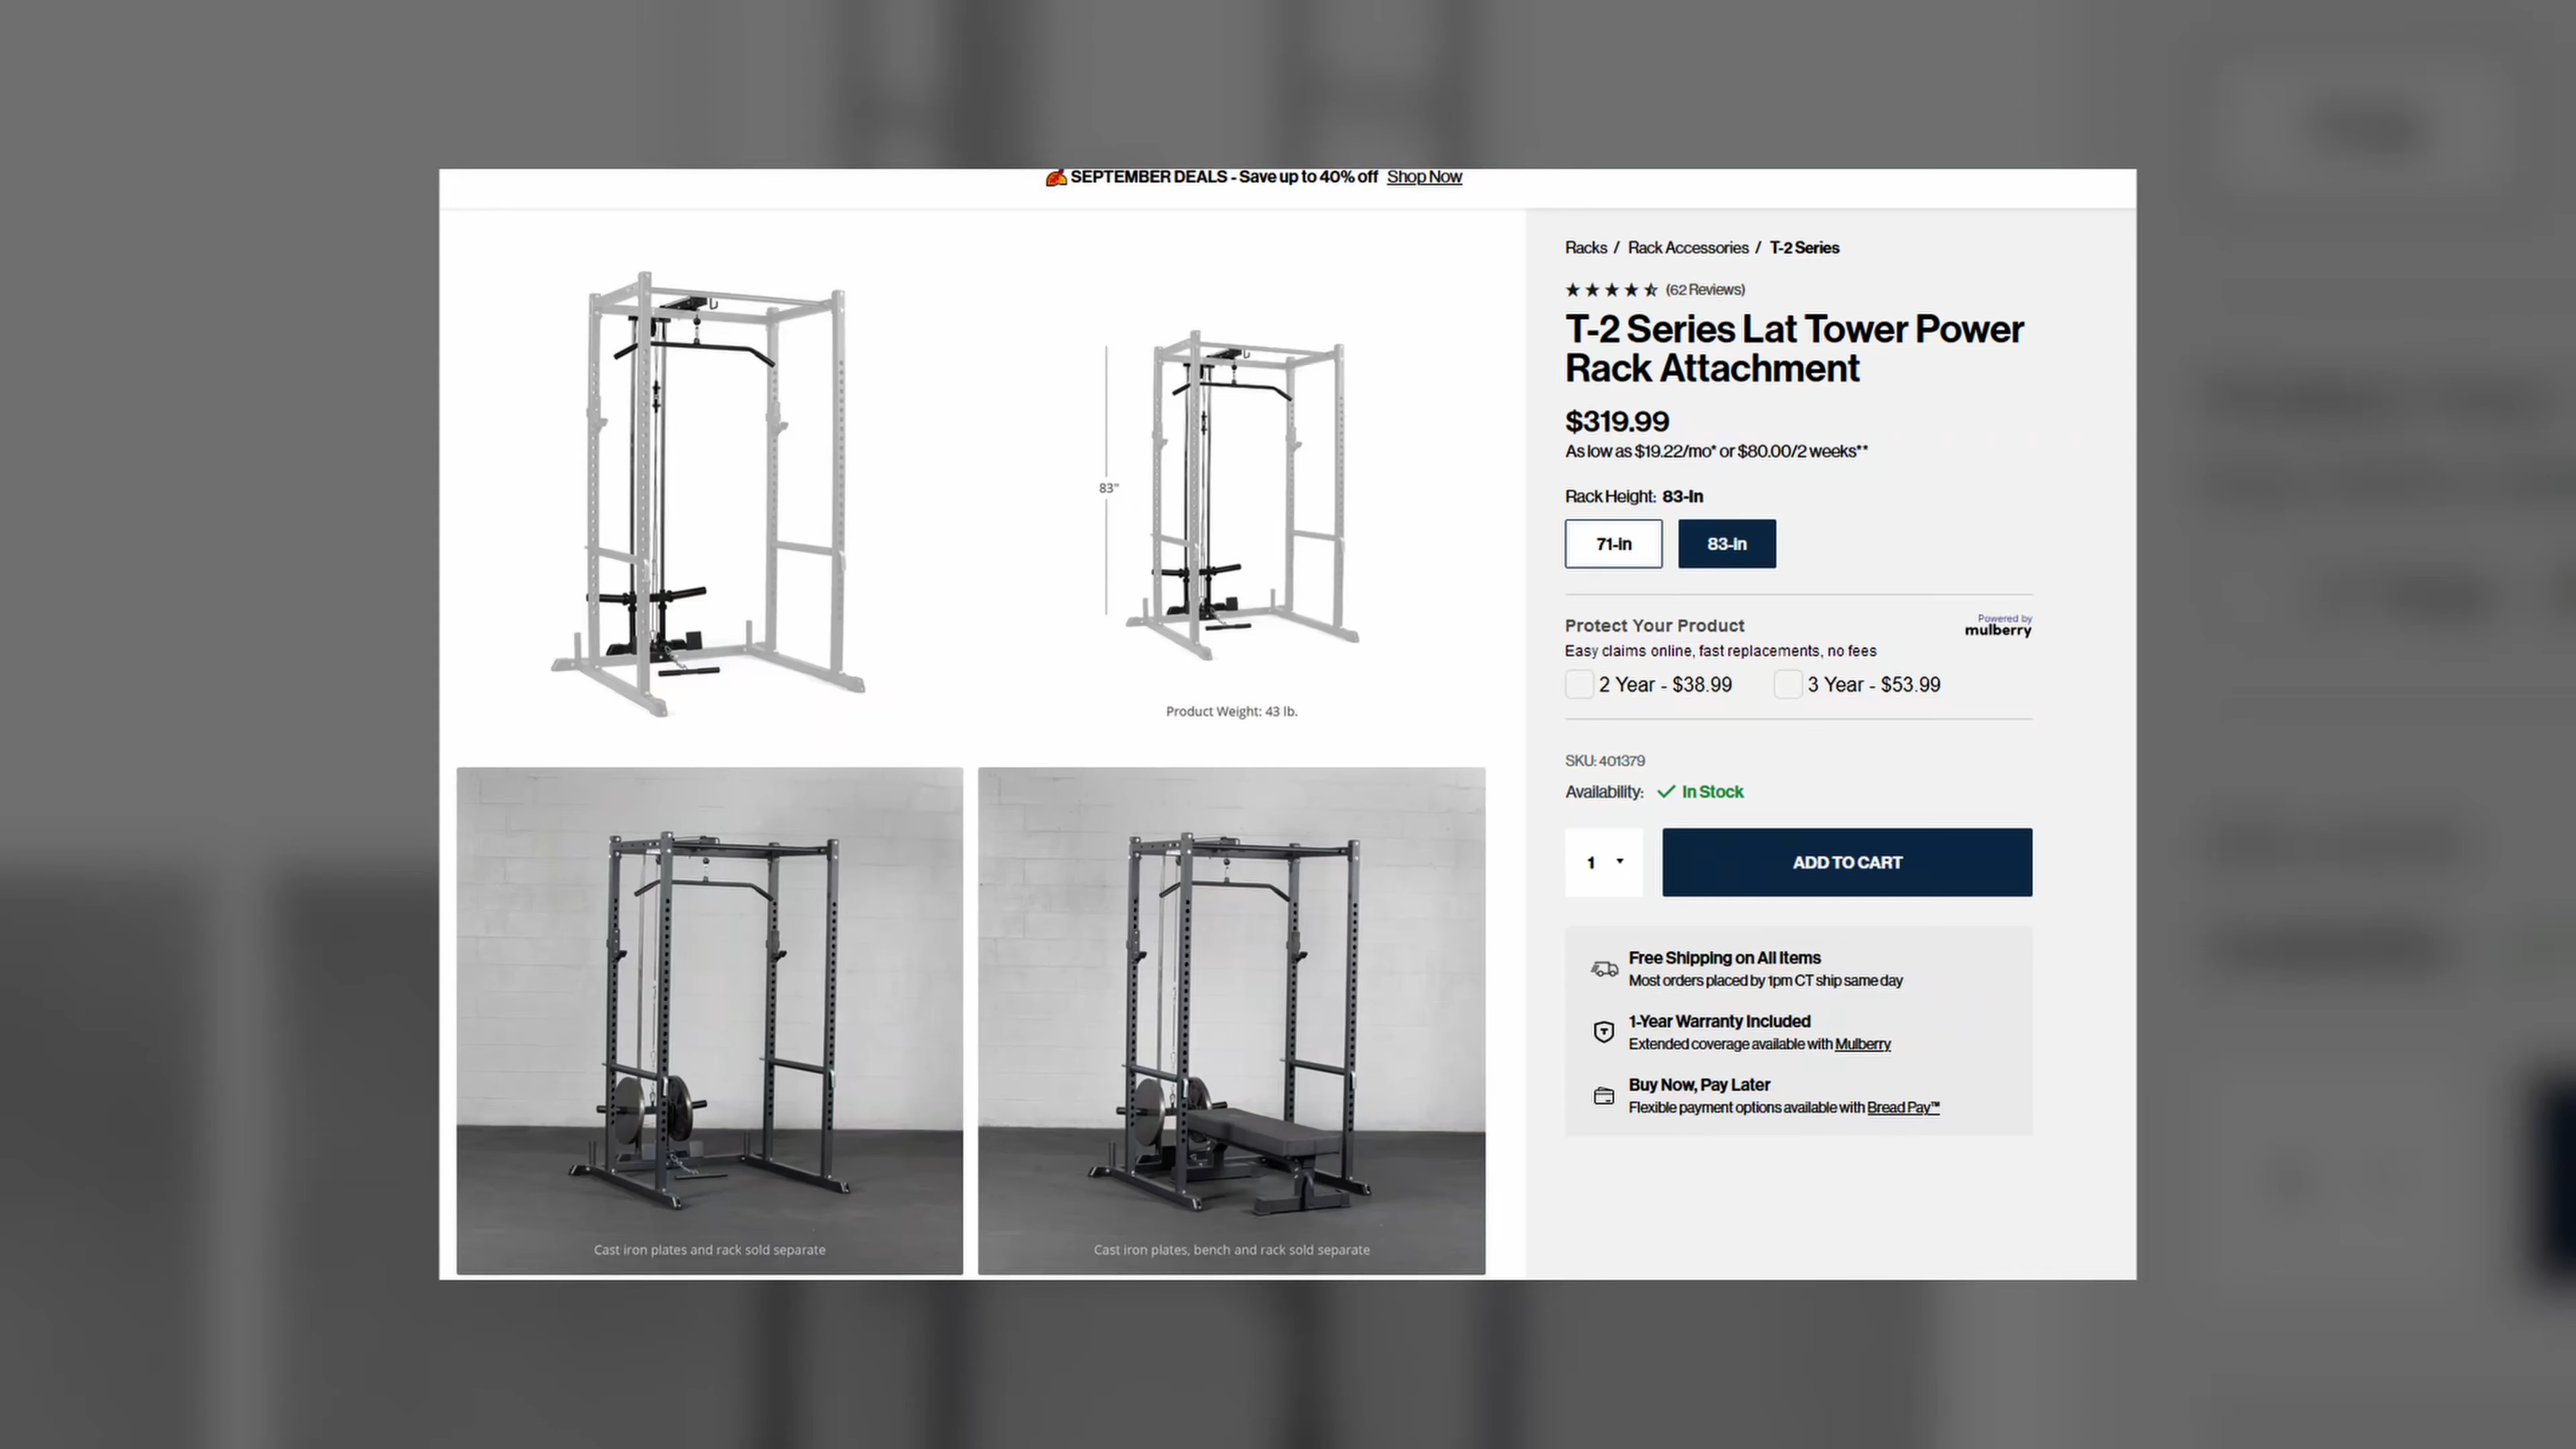 SEPTEMBER DEALS - Save up to 40% off Shop Now
83"
Product Weight: 43 lb.
Cast iron plates and rack sold separate
Cast iron plates, bench and rack sold separate
Racks / Rack Accessories / T-2 Series
(62 Reviews)
T-2 Series Lat Tower Power
Rack Attachment
$319.99
As low as $19.22/mo* or $80.00/2 weeks**
Rack Height: 83-In
71-In 83-In
Protect Your Product
Powered by
mulberry
Easy claims online, fast replacements, no fees
2 Year - $38.99 3 Year - $53.99
SKU: 401379
Availability: In Stock
1 ADD TO CART
Free Shipping on All Items
Most orders placed by 1pm CT ship same day
1-Year Warranty Included
Extended coverage available with Mulberry
Buy Now, Pay Later
Flexible payment options available with Bread Pay™